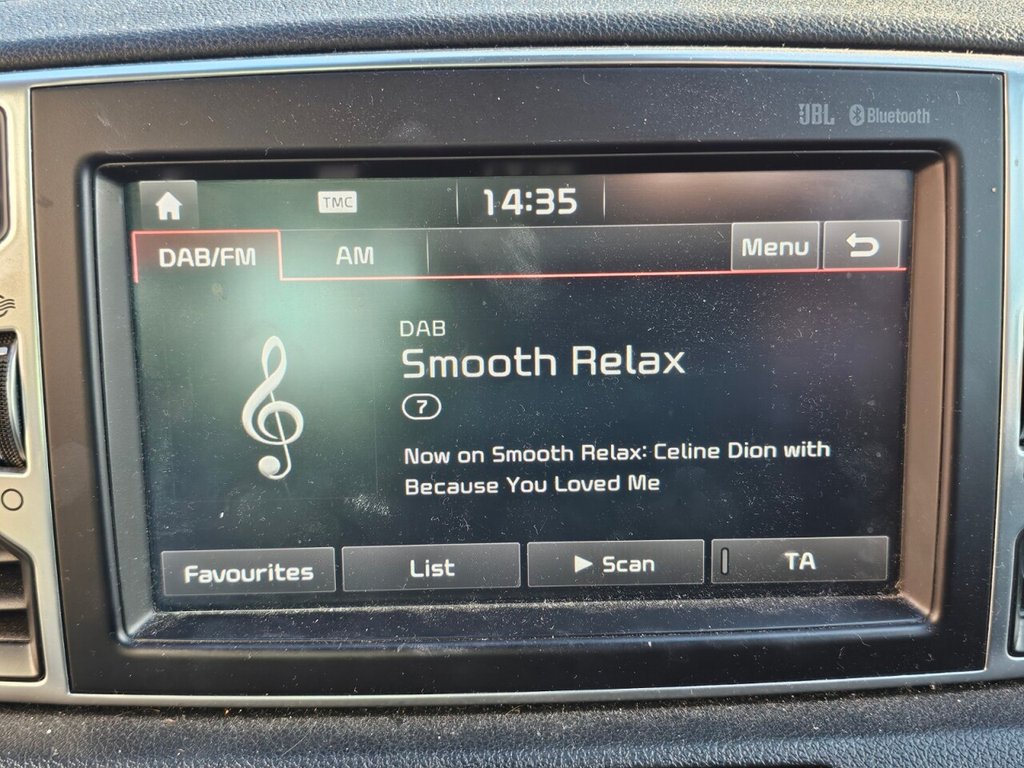 JBL Bluetooth
TMC 14:35
DAB/FM AM Menu
DAB
Smooth Relax
7
Now on Smooth Relax: Celine Dion with
Because You Loved Me
Favourites List Scan TA